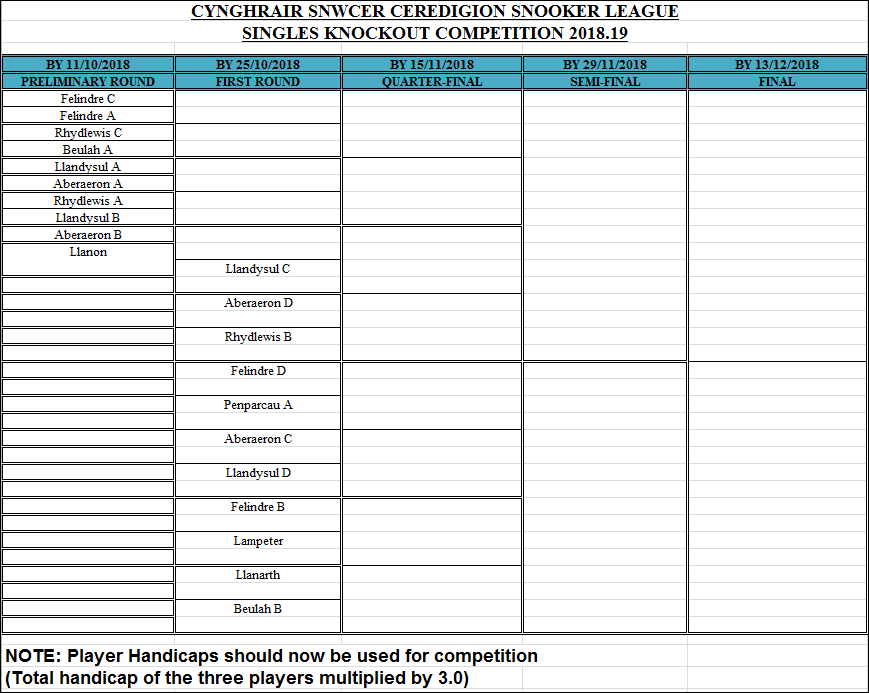 CYNGHRAIR SNWCER CEREDIGION SNOOKER LEAGUE
SINGLES KNOCKOUT COMPETITION 2018.19
BY 11/10/2018 BY 25/10/2018 BY 15/11/2018 BY 29/11/2018 BY 13/12/2018
PRELIMINARY ROUND FIRST ROUND QUARTER-FINAL SEMI-FINAL FINAL
Felindre C
Felindre A
Rhydlewis C
Beulah A
Llandysul A
Aberaeron A
Rhydlewis A
Llandysul B
Aberaeron B
Llanon
Llandysul C
Aberaeron D
Rhydlewis B
Felindre D
Penparcau A
Aberaeron C
Llandysul D
Felindre B
Lampeter
Llanarth
Beulah B
NOTE: Player Handicaps should now be used for competition
(Total handicap of the three players multiplied by 3.0)